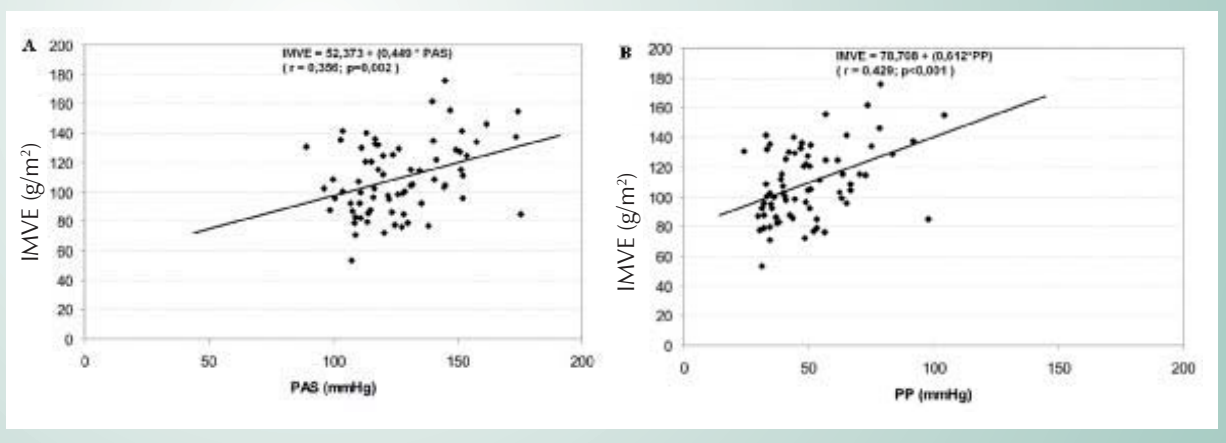 A
IMVE = 52,373 + (0,449 * PAS)
( r = 0,356; p=0,002 )
IMVE (g/m²)
200
180
160
140
120
100
80
60
40
20
0
0 50 100 150 200
PAS (mmHg)
B
IMVE = 78,708 + (0,612*PP)
( r = 0,429; p<0,001 )
IMVE (g/m²)
200
180
160
140
120
100
80
60
40
20
0
0 50 100 150 200
PP (mmHg)